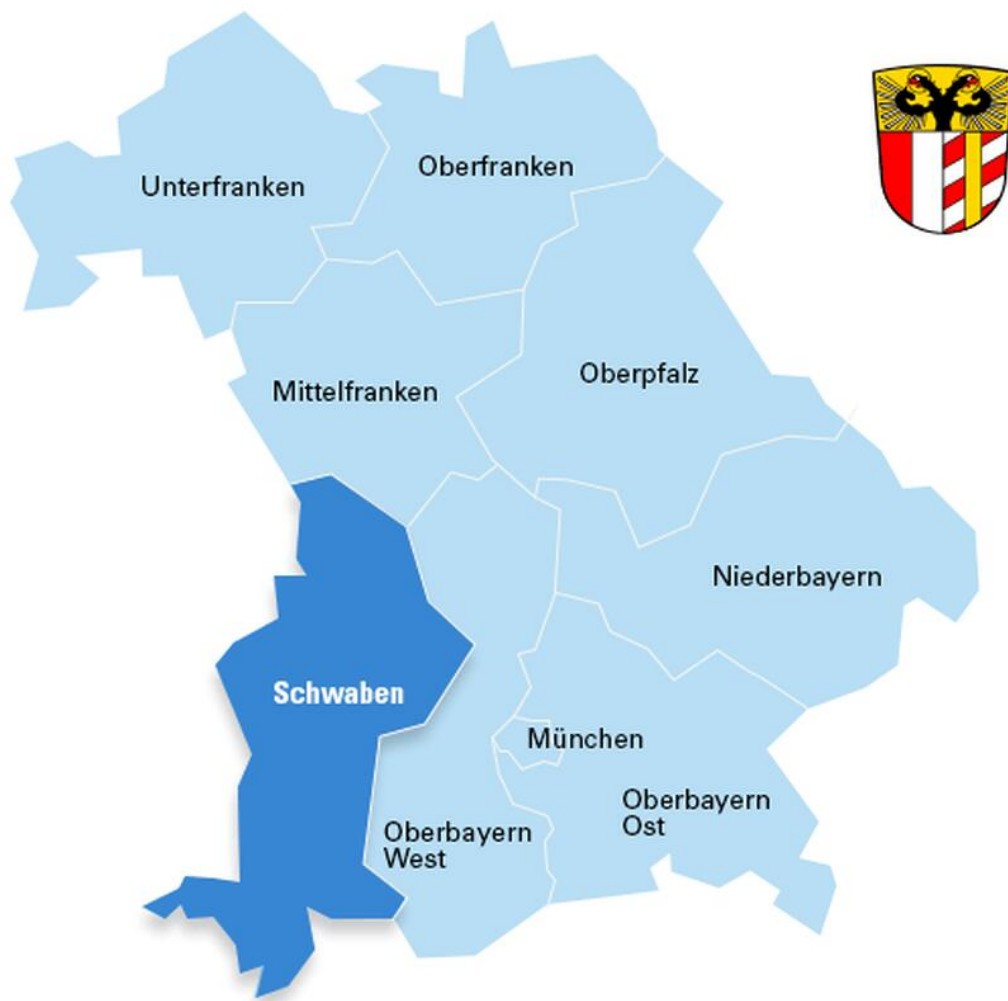 Oberfranken
Unterfranken
Oberpfalz
Mittelfranken
Niederbayern
Schwaben
München
Oberbayern
Ost
Oberbayern
West